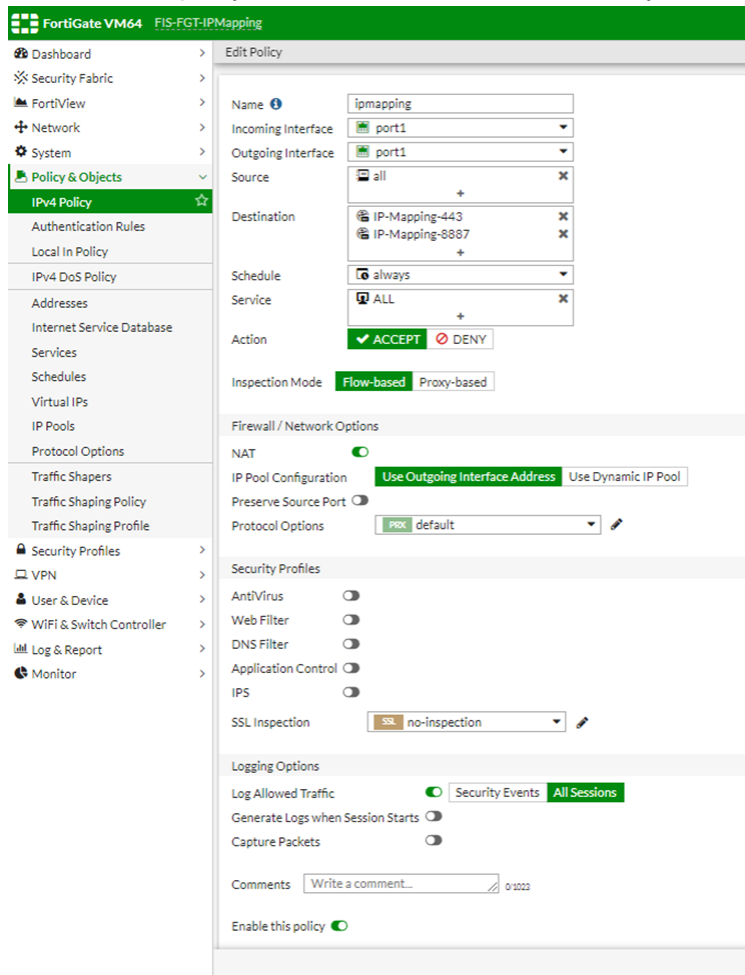 FortiGate VM64 FIS-FGT-IPMapping
Dashboard
Security Fabric
FortiView
Network
System
Policy & Objects
IPv4 Policy
Authentication Rules
Local In Policy
IPv4 DoS Policy
Addresses
Internet Service Database
Services
Schedules
Virtual IPs
IP Pools
Protocol Options
Traffic Shapers
Traffic Shaping Policy
Traffic Shaping Profile
Security Profiles
VPN
User & Device
WiFi & Switch Controller
Log & Report
Monitor
Edit Policy
Name ipmapping
Incoming Interface port1
Outgoing Interface port1
Source all
+
Destination IP-Mapping-443
IP-Mapping-8887
+
Schedule always
Service ALL
+
Action ACCEPT DENY
Inspection Mode Flow-based Proxy-based
Firewall / Network Options
NAT
IP Pool Configuration Use Outgoing Interface Address Use Dynamic IP Pool
Preserve Source Port
Protocol Options PRX default
Security Profiles
AntiVirus
Web Filter
DNS Filter
Application Control
IPS
SSL Inspection SSL no-inspection
Logging Options
Log Allowed Traffic Security Events All Sessions
Generate Logs when Session Starts
Capture Packets
Comments Write a comment... 0/1023
Enable this policy